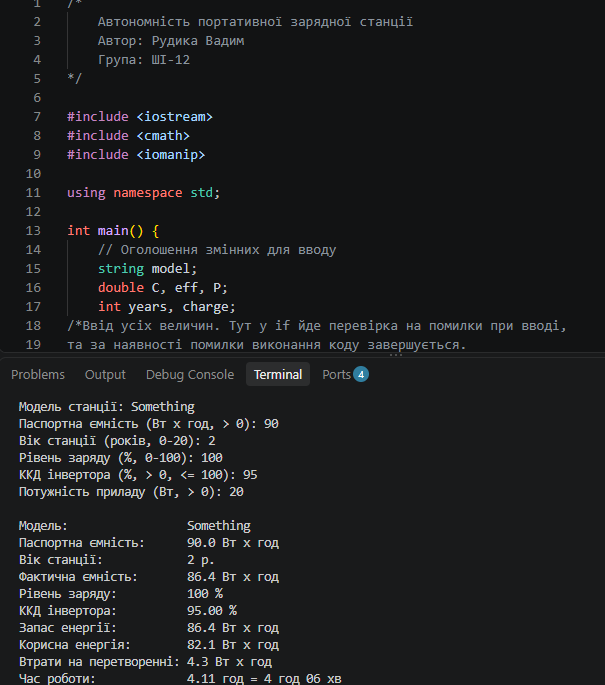 1 /*
2 Автономність портативної зарядної станції
3 Автор: Рудика Вадим
4 Група: ШІ-12
5 */
6
7 #include <iostream>
8 #include <cmath>
9 #include <iomanip>
10
11 using namespace std;
12
13 int main() {
14 // Оголошення змінних для вводу
15 string model;
16 double C, eff, P;
17 int years, charge;
18 /*Ввід усіх величин. Тут у if йде перевірка на помилки при вводі,
19 та за наявності помилки виконання коду завершується.
Problems Output Debug Console Terminal Ports 4
Модель станції: Something
Паспортна ємність (Вт x год, > 0): 90
Вік станції (років, 0-20): 2
Рівень заряду (%, 0-100): 100
ККД інвертора (%, > 0, <= 100): 95
Потужність приладу (Вт, > 0): 20
Модель: Something
Паспортна ємність: 90.0 Вт x год
Вік станції: 2 р.
Фактична ємність: 86.4 Вт x год
Рівень заряду: 100 %
ККД інвертора: 95.00 %
Запас енергії: 86.4 Вт x год
Корисна енергія: 82.1 Вт x год
Втрати на перетворенні: 4.3 Вт x год
Час роботи: 4.11 год = 4 год 06 хв